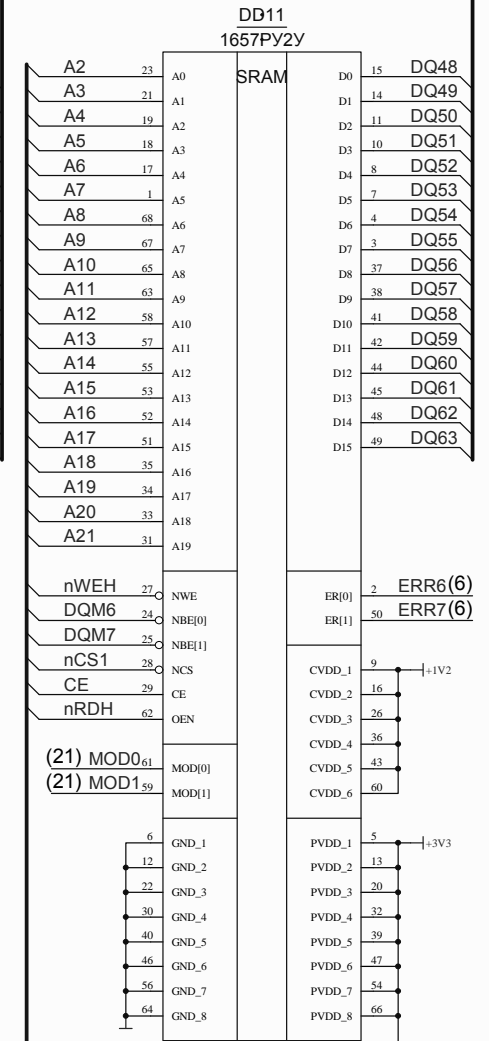 DD11
1657РУ2У
SRAM
A2 23 A0 D0 15 DQ48
A3 21 A1 D1 14 DQ49
A4 19 A2 D2 11 DQ50
A5 18 A3 D3 10 DQ51
A6 17 A4 D4 8 DQ52
A7 1 A5 D5 7 DQ53
A8 68 A6 D6 4 DQ54
A9 67 A7 D7 3 DQ55
A10 65 A8 D8 37 DQ56
A11 63 A9 D9 38 DQ57
A12 58 A10 D10 41 DQ58
A13 57 A11 D11 42 DQ59
A14 55 A12 D12 44 DQ60
A15 53 A13 D13 45 DQ61
A16 52 A14 D14 48 DQ62
A17 51 A15 D15 49 DQ63
A18 35 A16
A19 34 A17
A20 33 A18
A21 31 A19
nWEH 27 NWE ER[0] 2 ERR6(6)
DQM6 24 NBE[0] ER[1] 50 ERR7(6)
DQM7 25 NBE[1]
nCS1 28 NCS CVDD_1 9 +1V2
CE 29 CE CVDD_2 16
nRDH 62 OEN CVDD_3 26
CVDD_4 36
(21) MOD0 61 MOD[0] CVDD_5 43
(21) MOD1 59 MOD[1] CVDD_6 60
6 GND_1 PVDD_1 5 +3V3
12 GND_2 PVDD_2 13
22 GND_3 PVDD_3 20
30 GND_4 PVDD_4 32
40 GND_5 PVDD_5 39
46 GND_6 PVDD_6 47
56 GND_7 PVDD_7 54
64 GND_8 PVDD_8 66